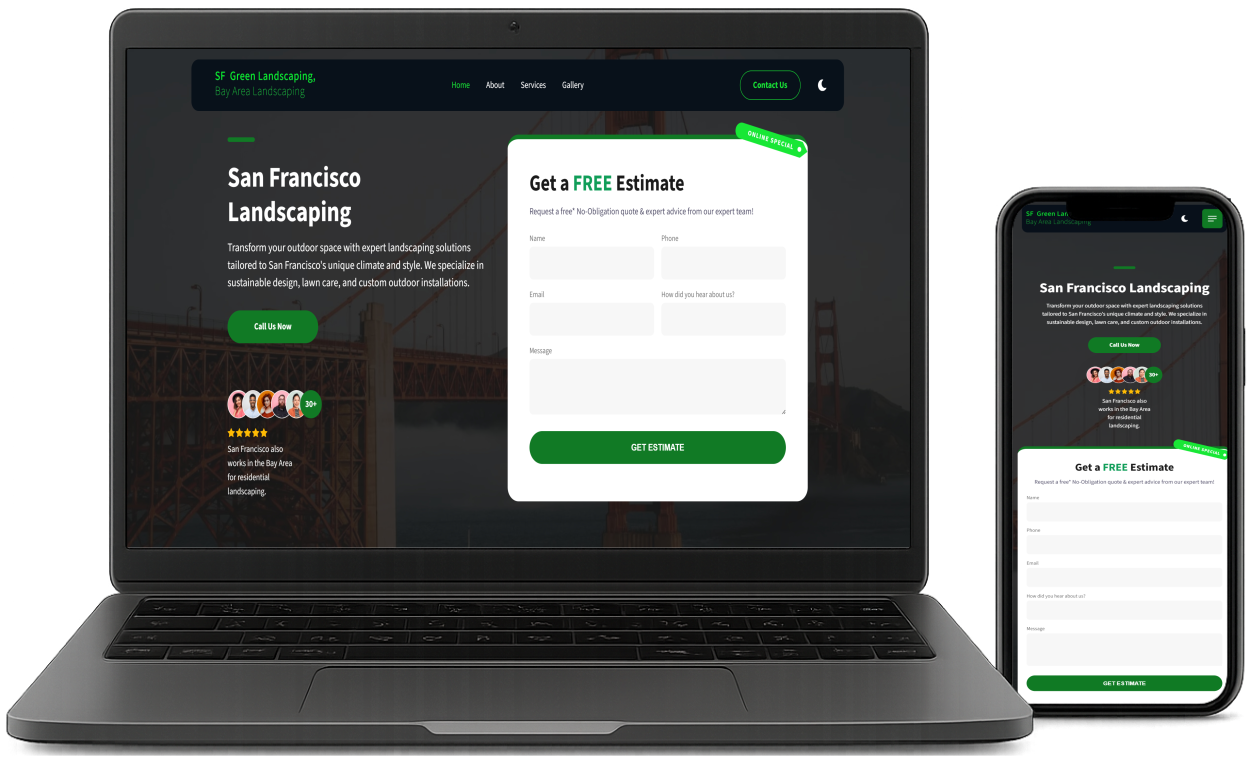 SF Green Landscaping,
Bay Area Landscaping
Home About Services Gallery
Contact Us
San Francisco
Landscaping
Transform your outdoor space with expert landscaping solutions
tailored to San Francisco's unique climate and style. We specialize in
sustainable design, lawn care, and custom outdoor installations.
Call Us Now
30+
San Francisco also
works in the Bay Area
for residential
landscaping.
ONLINE SPECIAL
Get a FREE Estimate
Request a free* No-Obligation quote & expert advice from our expert team!
Name Phone
Email How did you hear about us?
Message
GET ESTIMATE
SF Green Lan
Bay Area Landscaping
San Francisco Landscaping
Transform your outdoor space with expert landscaping solutions
tailored to San Francisco's unique climate and style. We specialize in
sustainable design, lawn care, and custom outdoor installations.
Call Us Now
30+
San Francisco also
works in the Bay Area
for residential
landscaping.
ONLINE SPECIAL
Get a FREE Estimate
Request a free* No-Obligation quote & expert advice from our expert team!
Name
Phone
Email
How did you hear about us?
Message
GET ESTIMATE